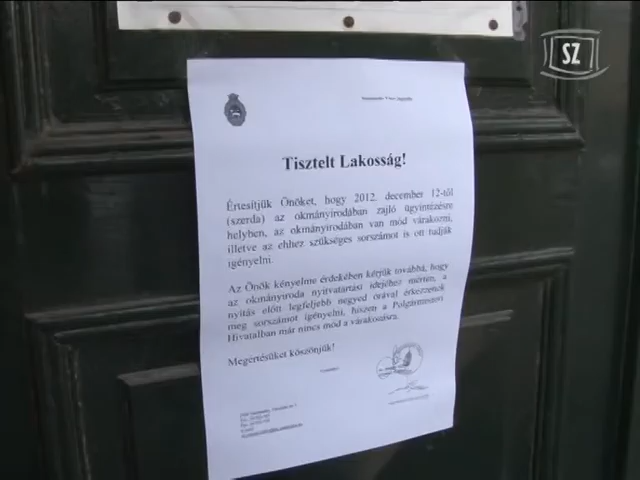 SZ
Tisztelt Lakosság!
Értesítjük Önöket, hogy 2012. december 12-től
(szerda) az okmányirodában zajló ügyintézésre
helyben, az okmányirodában van mód várakozni,
illetve az ehhez szükséges sorszámot is ott tudják
igényelni.
Az Önök kényelme érdekében kérjük továbbá, hogy
az okmányiroda nyitvatartási idejéhez mérten, a
nyitás előtt legfeljebb negyed órával érkezzenek
meg sorszámot igényelni, hiszen a Polgármesteri
Hivatalban már nincs mód a várakozásra.
Megértésüket köszönjük!